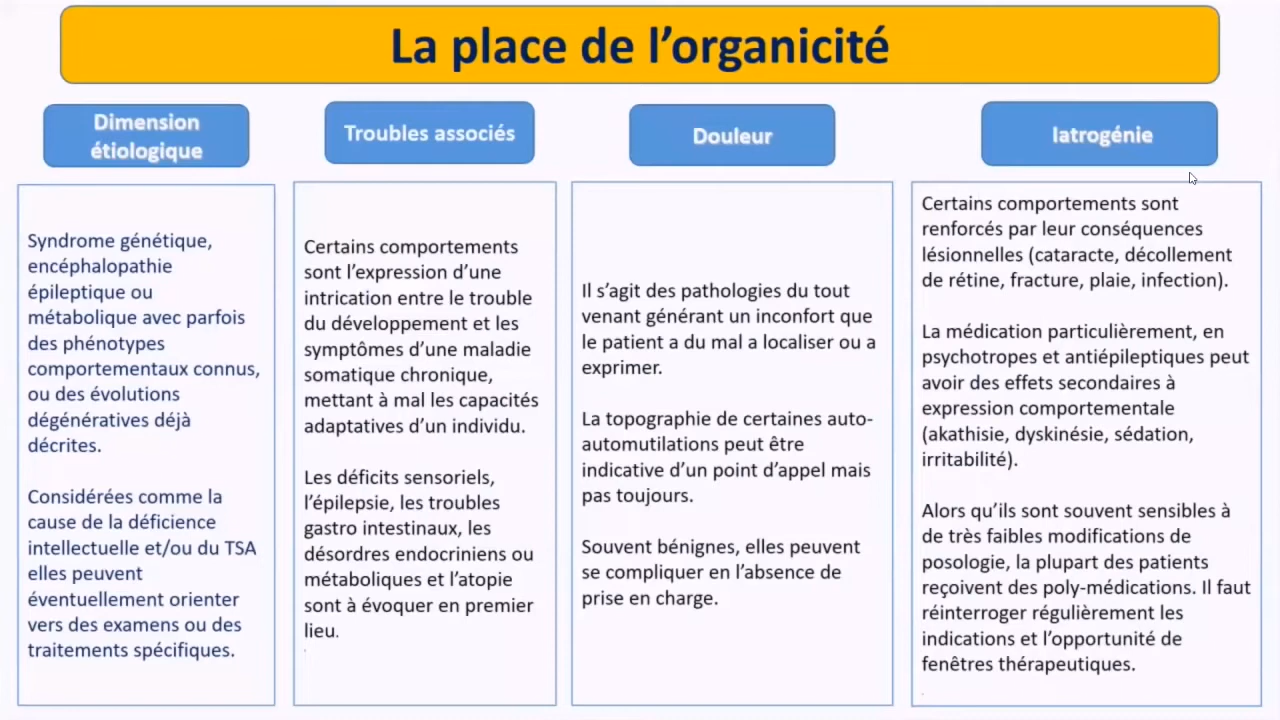 La place de l’organicité
Dimension
étiologique
Syndrome génétique,
encéphalopathie
épileptique ou
métabolique avec parfois
des phénotypes
comportementaux connus,
ou des évolutions
dégénératives déjà
décrites.
Considérées comme la
cause de la déficience
intellectuelle et/ou du TSA
elles peuvent
éventuellement orienter
vers des examens ou des
traitements spécifiques.
Troubles associés
Certains comportements
sont l’expression d’une
intrication entre le trouble
du développement et les
symptômes d’une maladie
somatique chronique,
mettant à mal les capacités
adaptatives d’un individu.
Les déficits sensoriels,
l’épilepsie, les troubles
gastro intestinaux, les
désordres endocriniens ou
métaboliques et l’atopie
sont à évoquer en premier
lieu.
Douleur
Il s’agit des pathologies du tout
venant générant un inconfort que
le patient a du mal a localiser ou a
exprimer.
La topographie de certaines auto-
automutilations peut être
indicative d’un point d’appel mais
pas toujours.
Souvent bénignes, elles peuvent
se compliquer en l’absence de
prise en charge.
Iatrogénie
Certains comportements sont
renforcés par leur conséquences
lésionnelles (cataracte, décollement
de rétine, fracture, plaie, infection).
La médication particulièrement, en
psychotropes et antiépileptiques peut
avoir des effets secondaires à
expression comportementale
(akathisie, dyskinésie, sédation,
irritabilité).
Alors qu’ils sont souvent sensibles à
de très faibles modifications de
posologie, la plupart des patients
reçoivent des poly-médications. Il faut
réinterroger régulièrement les
indications et l’opportunité de
fenêtres thérapeutiques.